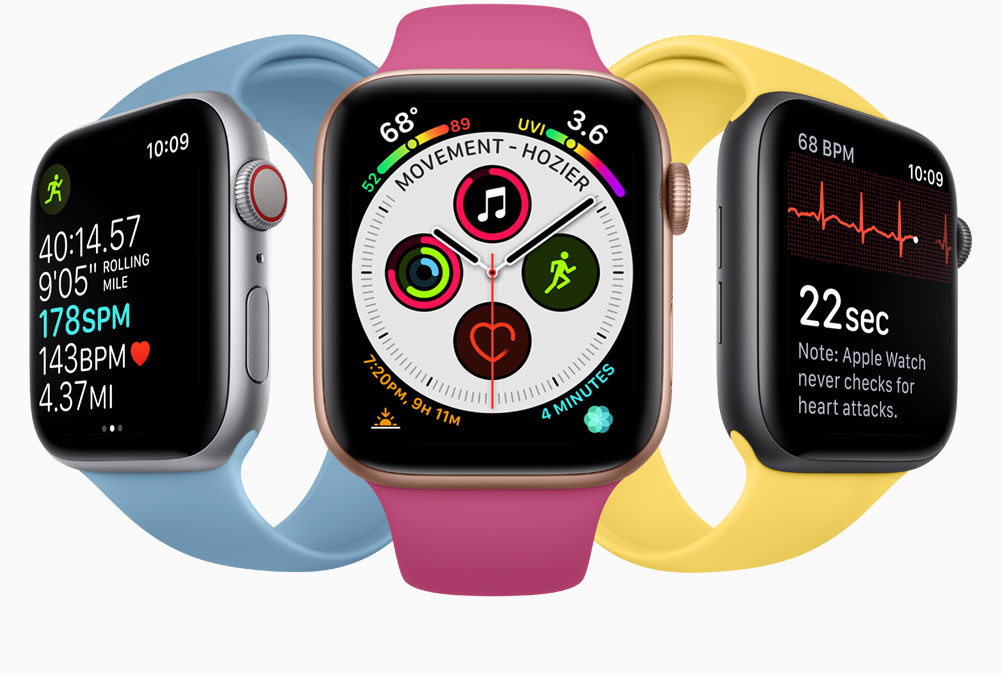 10:09
40:14.57
9'05" ROLLING
MILE
178SPM
143BPM
4.37MI
68°
52
89
UVI
3.6
MOVEMENT - HOZIER
7:20PM, 9H 11M
4 MINUTES
68 BPM
10:09
22sec
Note: Apple Watch
never checks for
heart attacks.